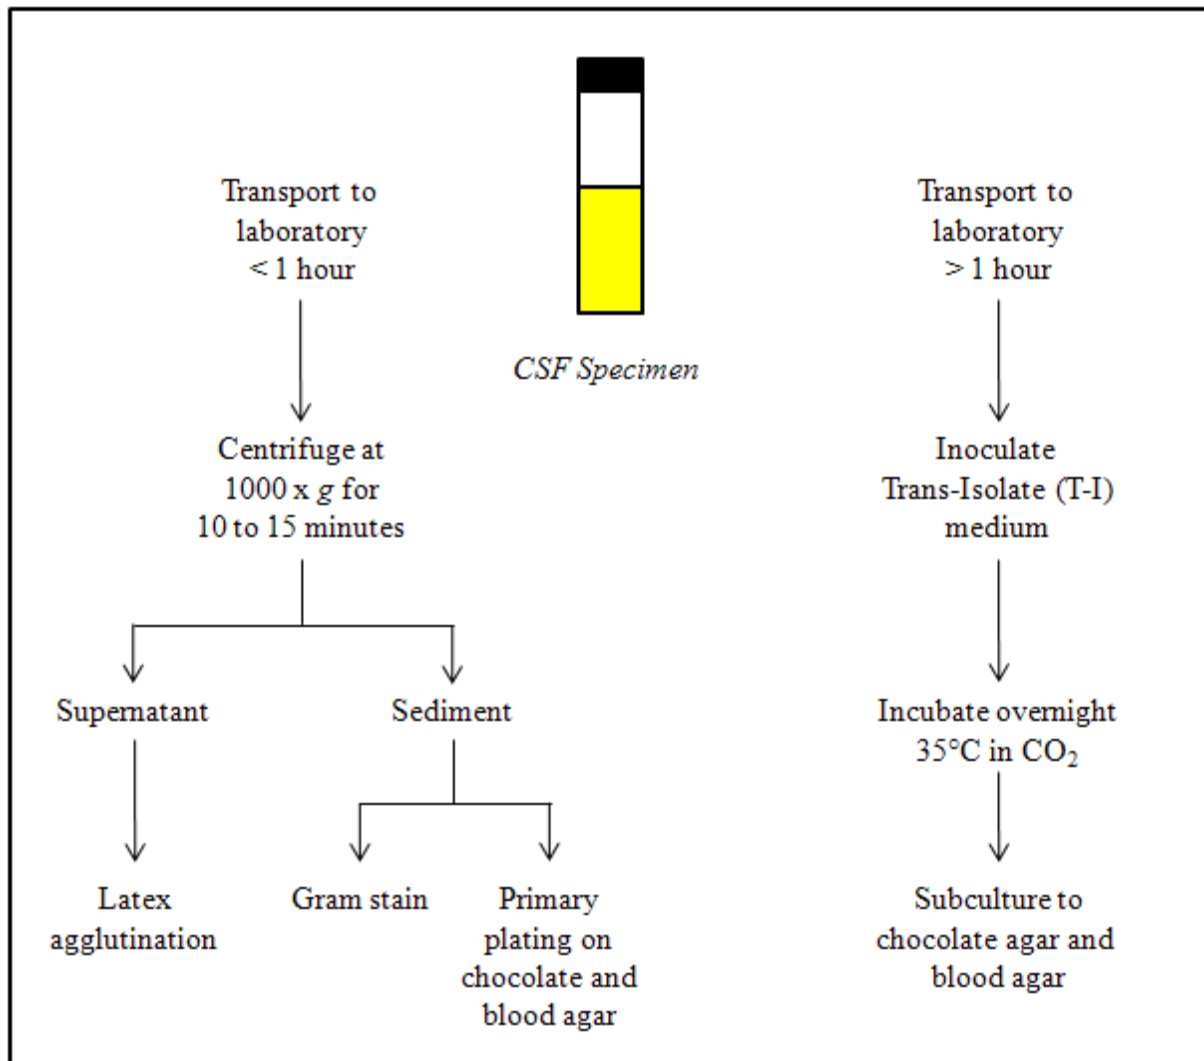 Transport to
laboratory
< 1 hour
CSF Specimen
Transport to
laboratory
> 1 hour
Centrifuge at
1000 x g for
10 to 15 minutes
Inoculate
Trans-Isolate (T-I)
medium
Supernatant
Sediment
Incubate overnight
35°C in CO₂
Latex
agglutination
Gram stain
Primary
plating on
chocolate and
blood agar
Subculture to
chocolate agar and
blood agar